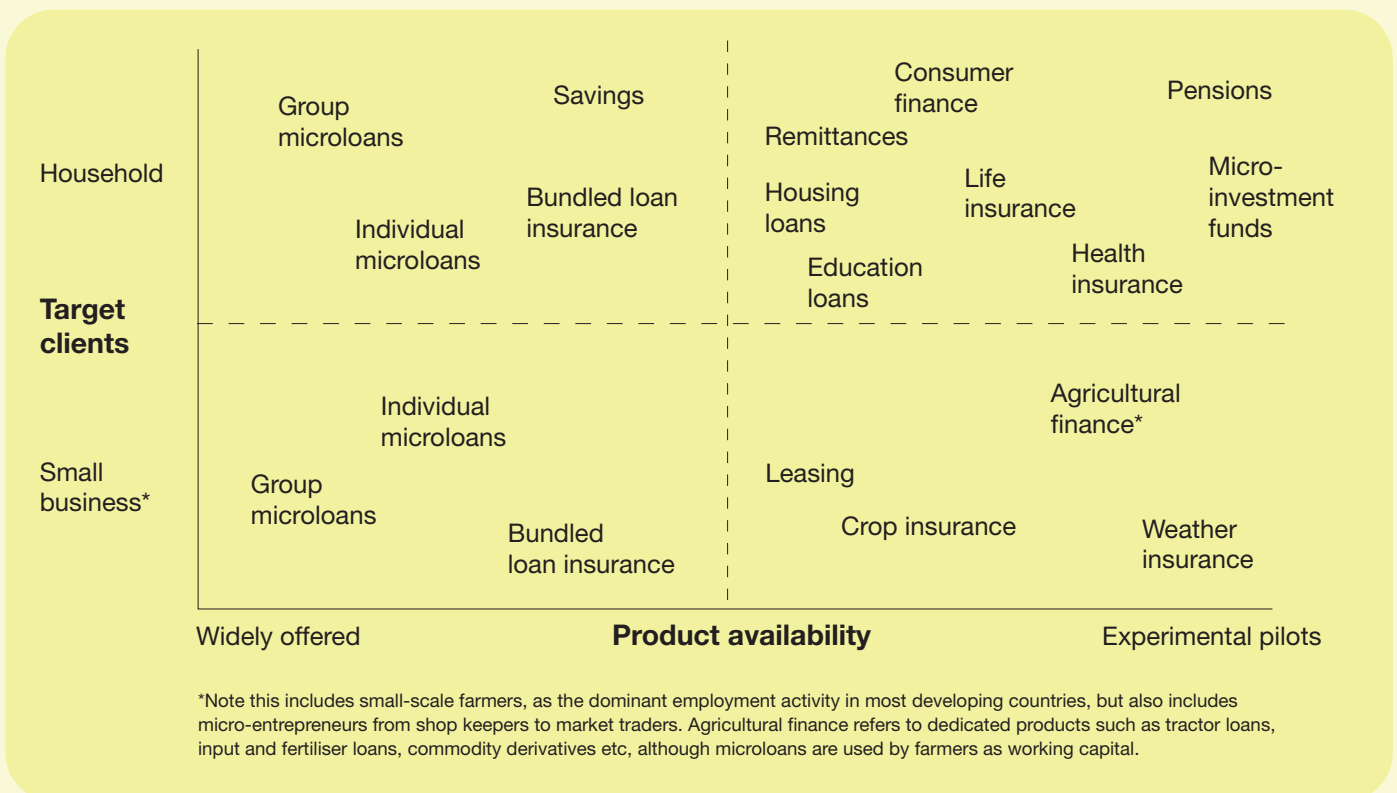 Group
microloans
Savings
Consumer
finance
Pensions
Remittances
Household
Individual
microloans
Bundled loan
insurance
Housing
loans
Life
insurance
Micro-
investment
funds
Education
loans
Health
insurance
Target
clients
Individual
microloans
Agricultural
finance*
Small
business*
Group
microloans
Bundled
loan insurance
Leasing
Crop insurance
Weather
insurance
Widely offered
Product availability
Experimental pilots
*Note this includes small-scale farmers, as the dominant employment activity in most developing countries, but also includes
micro-entrepreneurs from shop keepers to market traders. Agricultural finance refers to dedicated products such as tractor loans,
input and fertiliser loans, commodity derivatives etc, although microloans are used by farmers as working capital.